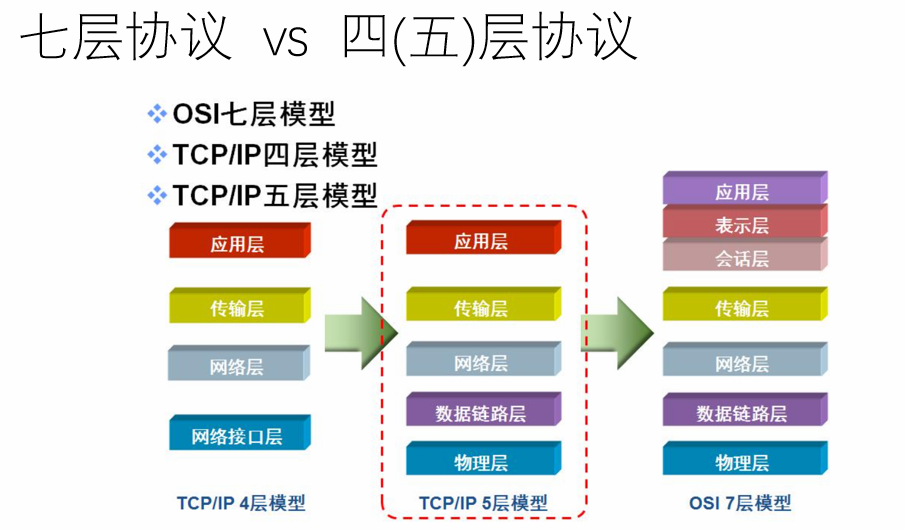 七层协议 vs 四(五)层协议
OSI七层模型
TCP/IP四层模型
TCP/IP五层模型
应用层
传输层
网络层
网络接口层
TCP/IP 4层模型
应用层
传输层
网络层
数据链路层
物理层
TCP/IP 5层模型
应用层
表示层
会话层
传输层
网络层
数据链路层
物理层
OSI 7层模型